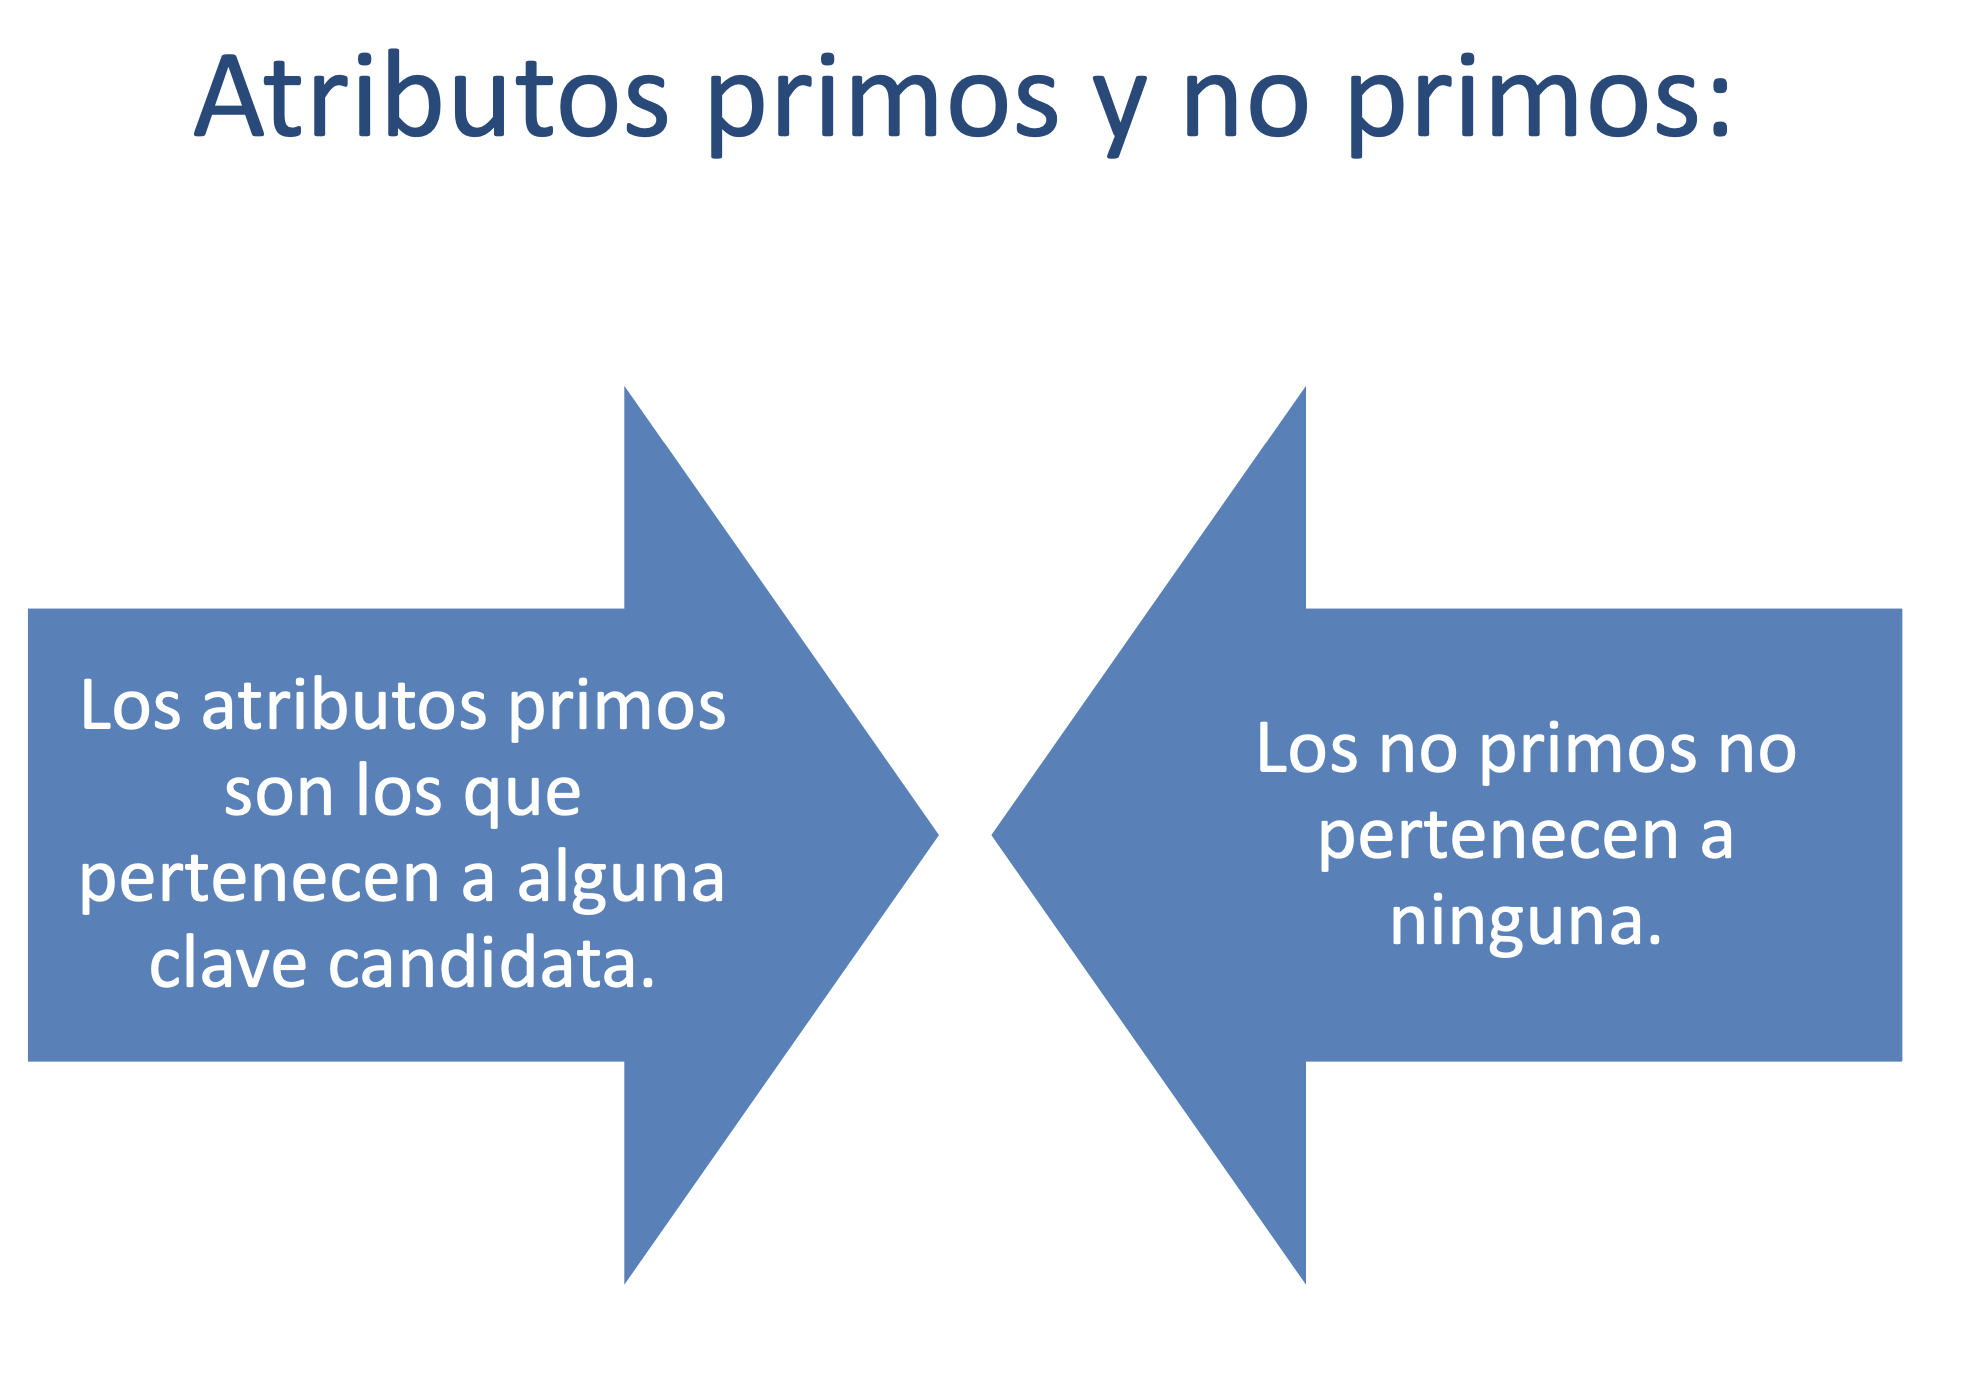 Atributos primos y no primos:
Los atributos primos
son los que
pertenecen a alguna
clave candidata.
Los no primos no
pertenecen a
ninguna.